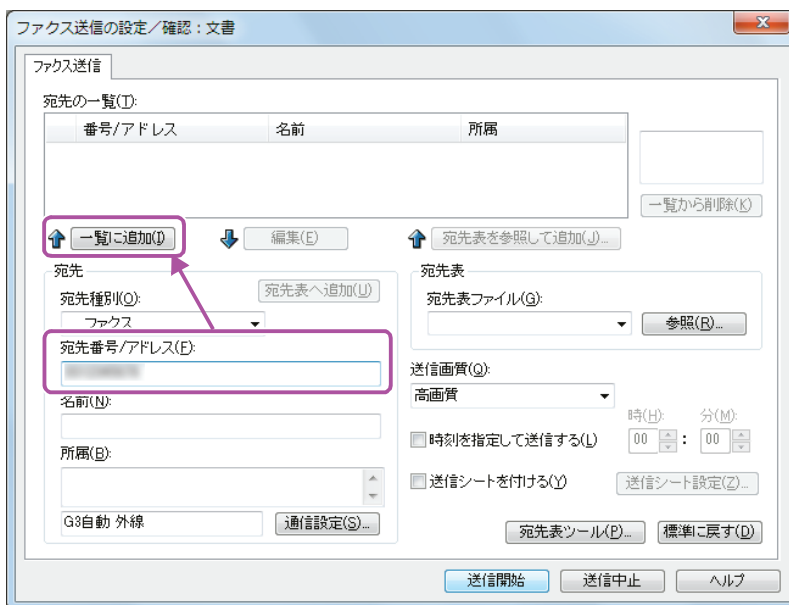 ファクス送信の設定／確認：文書
ファクス送信
宛先の一覧(T):
番号/アドレス 名前 所属
一覧から削除(K)
一覧に追加(I) 編集(E) 宛先表を参照して追加(J)...
宛先
宛先種別(O): 宛先表へ追加(U)
ファクス
宛先番号/アドレス(F):
名前(N):
所属(B):
G3自動 外線 通信設定(S)...
宛先表
宛先表ファイル(G):
参照(R)...
送信画質(Q):
高画質
時(H): 分(M):
時刻を指定して送信する(L) 00 : 00
送信シートを付ける(Y) 送信シート設定(Z)...
宛先表ツール(P)... 標準に戻す(D)
送信開始 送信中止 ヘルプ